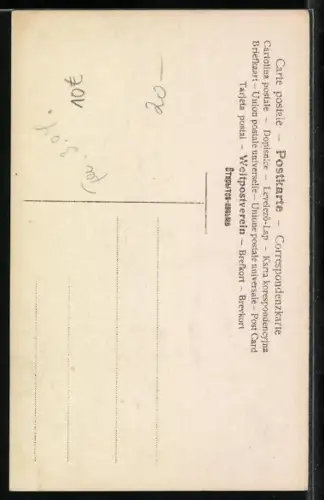 Carte postale – Postkarte – Correspondenzkarte
Cartolina postale – Dopisnice – Levelező-Lap – Karta korespondencyjna
Briefkaart – Union postale universelle – Unione postale universale – Post Card
Tarjeta postal – Weltpostverein – Brefkort – Brevkort
10€
20–